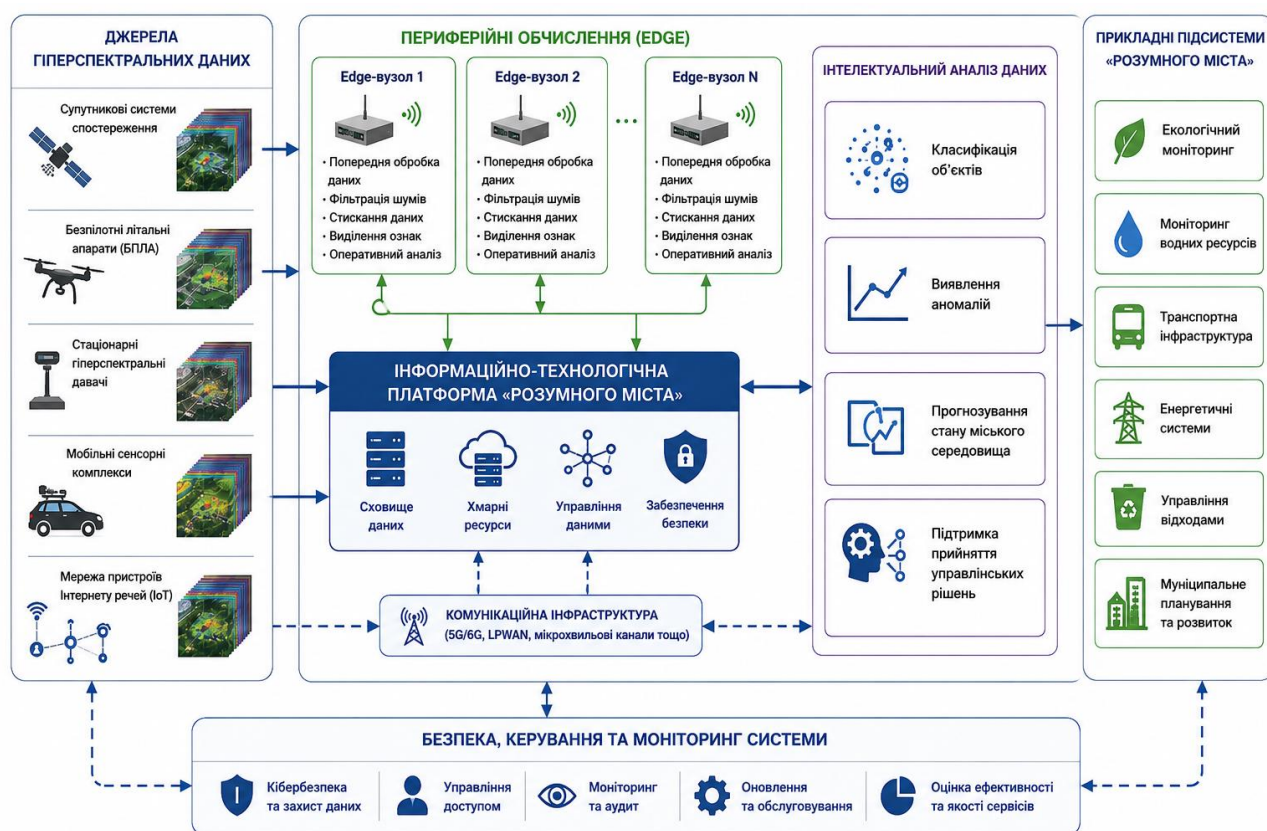 ДЖЕРЕЛА
ГІПЕРСПЕКТРАЛЬНИХ ДАНИХ
Супутникові системи
спостереження
Безпілотні літальні
апарати (БПЛА)
Стаціонарні
гіперспектральні
давачі
Мобільні сенсорні
комплекси
Мережа пристроїв
Інтернету речей (IoT)
ПЕРИФЕРІЙНІ ОБЧИСЛЕННЯ (EDGE)
Edge-вузол 1
• Попередня обробка
даних
• Фільтрація шумів
• Стискання даних
• Виділення ознак
• Оперативний аналіз
Edge-вузол 2
• Попередня обробка
даних
• Фільтрація шумів
• Стискання даних
• Виділення ознак
• Оперативний аналіз
...
Edge-вузол N
• Попередня обробка
даних
• Фільтрація шумів
• Стискання даних
• Виділення ознак
• Оперативний аналіз
ІНФОРМАЦІЙНО-ТЕХНОЛОГІЧНА
ПЛАТФОРМА «РОЗУМНОГО МІСТА»
Сховище
даних
Хмарні
ресурси
Управління
даними
Забезпечення
безпеки
КОМУНІКАЦІЙНА ІНФРАСТРУКТУРА
(5G/6G, LPWAN, мікрохвильові канали тощо)
ІНТЕЛЕКТУАЛЬНИЙ АНАЛІЗ ДАНИХ
Класифікація
об'єктів
Виявлення
аномалій
Прогнозування
стану міського
середовища
Підтримка
прийняття
управлінських
рішень
ПРИКЛАДНІ ПІДСИСТЕМИ
«РОЗУМНОГО МІСТА»
Екологічний
моніторинг
Моніторинг
водних ресурсів
Транспортна
інфраструктура
Енергетичні
системи
Управління
відходами
Муніципальне
планування
та розвиток
БЕЗПЕКА, КЕРУВАННЯ ТА МОНІТОРИНГ СИСТЕМИ
Кібербезпека
та захист даних
Управління
доступом
Моніторинг
та аудит
Оновлення
та обслуговування
Оцінка ефективності
та якості сервісів